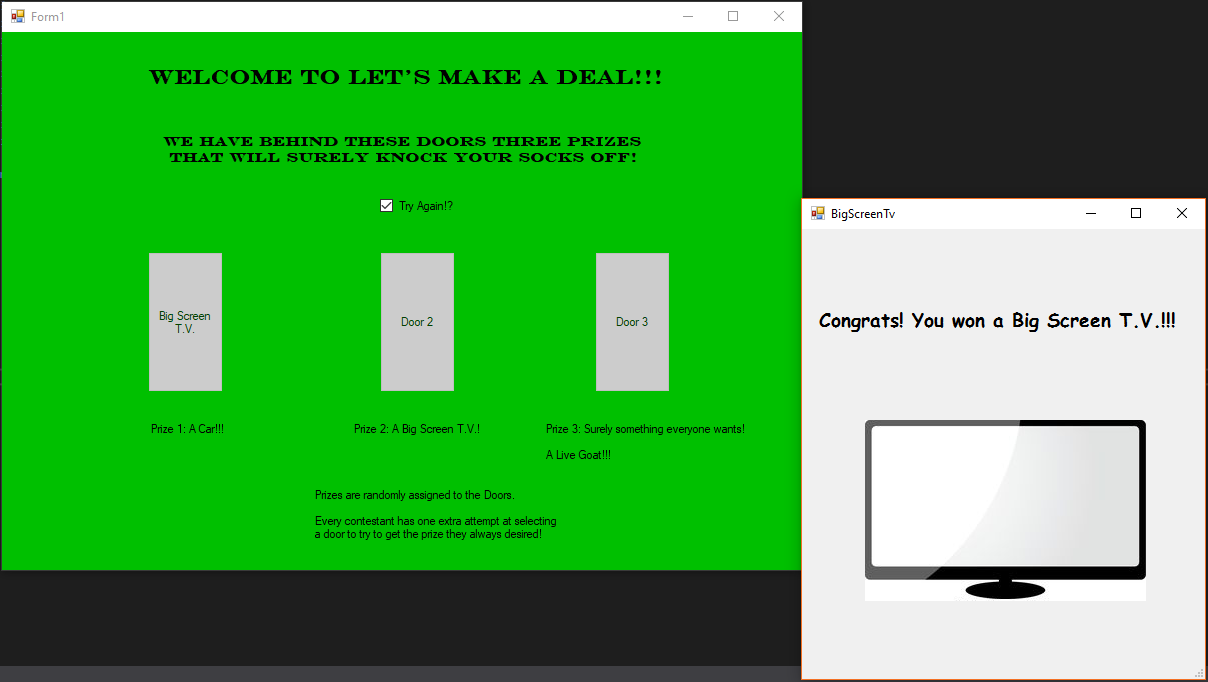 Form1
WELCOME TO LET'S MAKE A DEAL!!!
WE HAVE BEHIND THESE DOORS THREE PRIZES
THAT WILL SURELY KNOCK YOUR SOCKS OFF!
Try Again!?
Big Screen
T.V.
Door 2
Door 3
Prize 1: A Car!!!
Prize 2: A Big Screen T.V.!
Prize 3: Surely something everyone wants!
A Live Goat!!!
Prizes are randomly assigned to the Doors.
Every contestant has one extra attempt at selecting
a door to try to get the prize they always desired!
BigScreenTv
Congrats! You won a Big Screen T.V.!!!